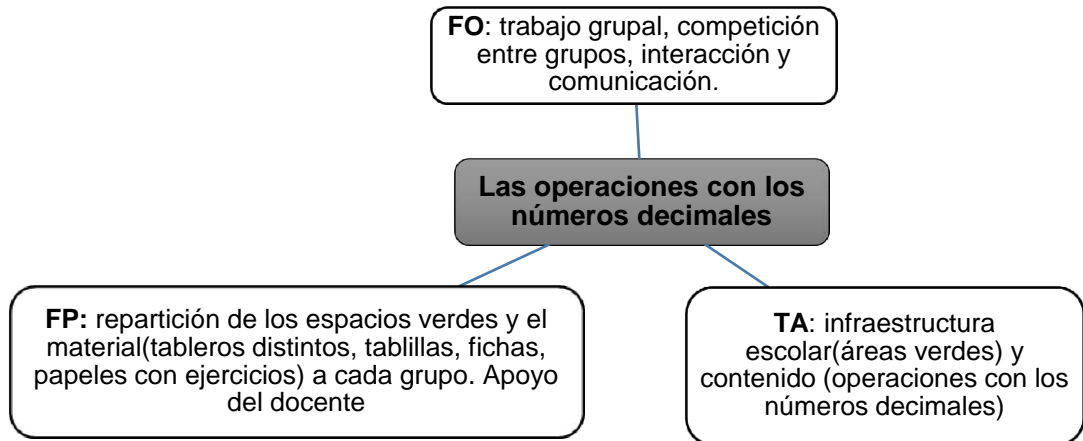 FO: trabajo grupal, competición
entre grupos, interacción y
comunicación.
Las operaciones con los
números decimales
FP: repartición de los espacios verdes y el
material(tableros distintos, tablillas, fichas,
papeles con ejercicios) a cada grupo. Apoyo
del docente
TA: infraestructura
escolar(áreas verdes) y
contenido (operaciones con los
números decimales)